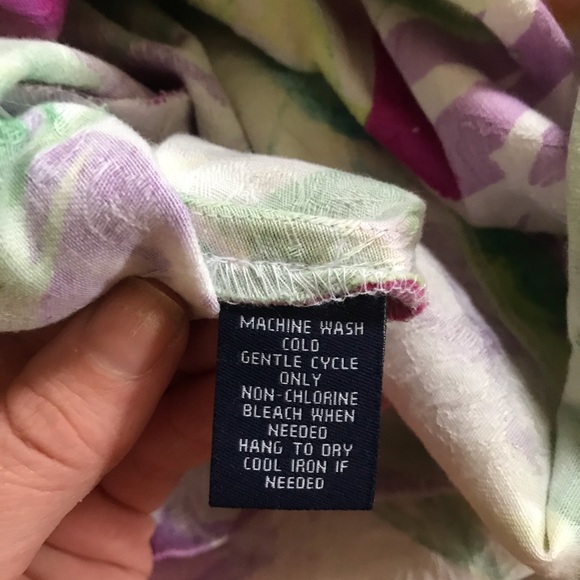 MACHINE WASH
COLD
GENTLE CYCLE
ONLY
NON-CHLORINE
BLEACH WHEN
NEEDED
HANG TO DRY
COOL IRON IF
NEEDED